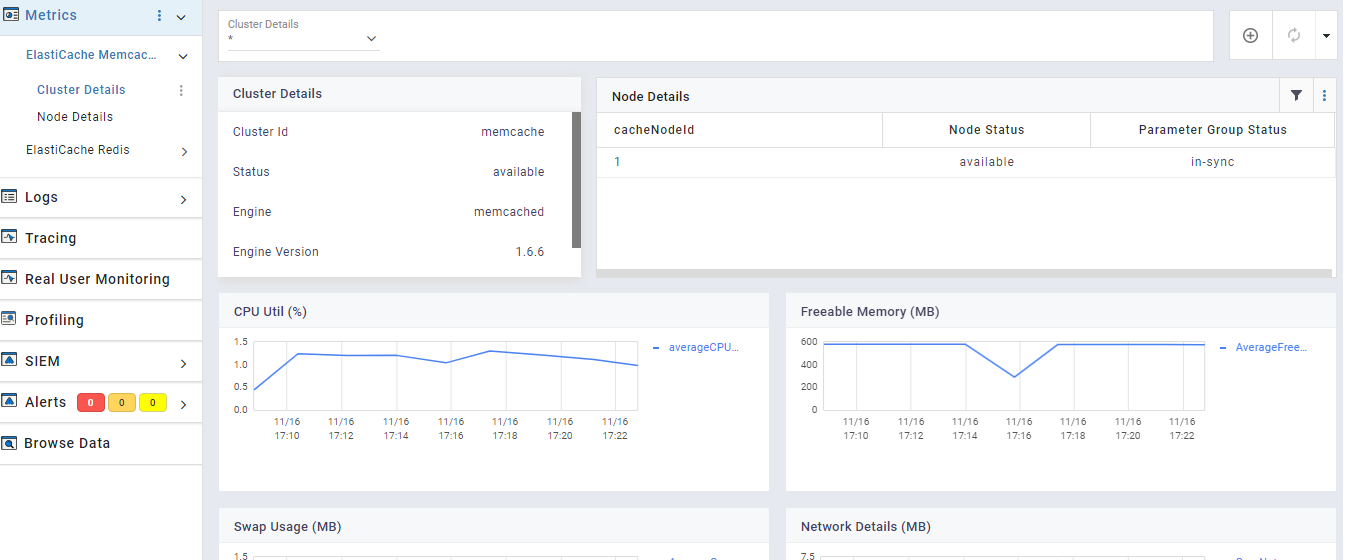 Metrics
ElastiCache Memcac...
Cluster Details
Node Details
ElastiCache Redis
Logs
Tracing
Real User Monitoring
Profiling
SIEM
Alerts 0 0 0
Browse Data
Cluster Details
*
Cluster Details
Cluster Id memcache
Status available
Engine memcached
Engine Version 1.6.6
Node Details
cacheNodeId Node Status Parameter Group Status
1 available in-sync
CPU Util (%)
1.5
1.0
0.5
0.0
11/16 11/16 11/16 11/16 11/16 11/16 11/16
17:10 17:12 17:14 17:16 17:18 17:20 17:22
averageCPU...
Freeable Memory (MB)
600
400
200
0
11/16 11/16 11/16 11/16 11/16 11/16 11/16
17:10 17:12 17:14 17:16 17:18 17:20 17:22
AverageFree...
Swap Usage (MB)
1.5
Network Details (MB)
7.5